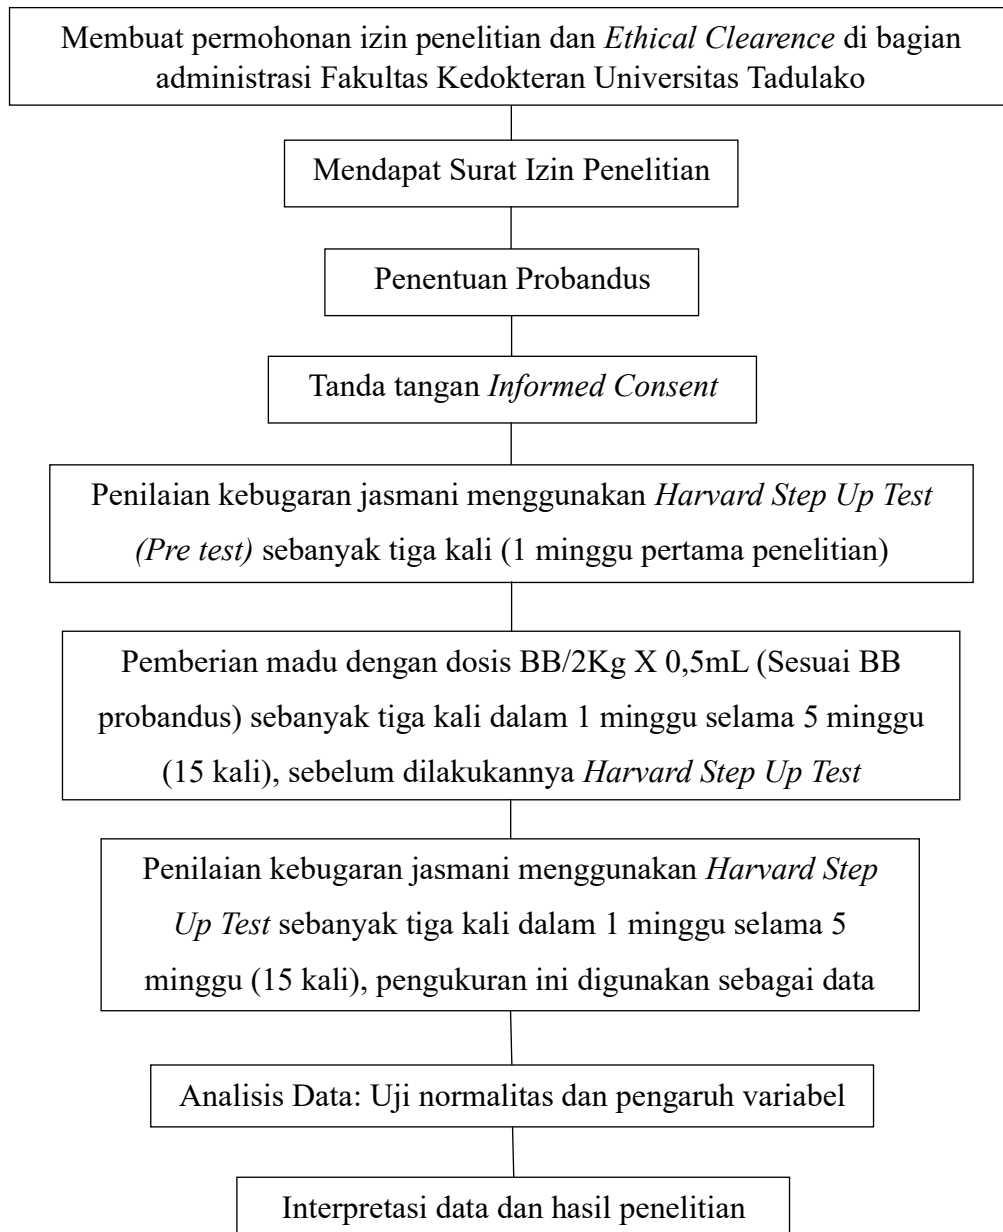 Membuat permohonan izin penelitian dan Ethical Clearence di bagian
administrasi Fakultas Kedokteran Universitas Tadulako
Mendapat Surat Izin Penelitian
Penentuan Probandus
Tanda tangan Informed Consent
Penilaian kebugaran jasmani menggunakan Harvard Step Up Test
(Pre test) sebanyak tiga kali (1 minggu pertama penelitian)
Pemberian madu dengan dosis BB/2Kg X 0,5mL (Sesuai BB
probandus) sebanyak tiga kali dalam 1 minggu selama 5 minggu
(15 kali), sebelum dilakukannya Harvard Step Up Test
Penilaian kebugaran jasmani menggunakan Harvard Step
Up Test sebanyak tiga kali dalam 1 minggu selama 5
minggu (15 kali), pengukuran ini digunakan sebagai data
Analisis Data: Uji normalitas dan pengaruh variabel
Interpretasi data dan hasil penelitian